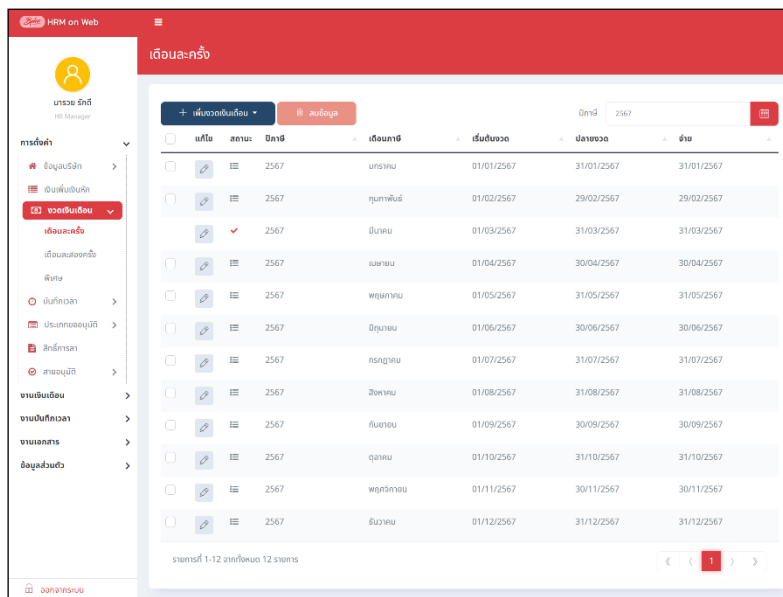 HRM on Web
เดือนละครั้ง
นารวย รักดี
HR Manager
การตั้งค่า
ข้อมูลบริษัท
เงินเพิ่มเงินหัก
งวดเงินเดือน
เดือนละครั้ง
เดือนละสองครั้ง
พิเศษ
บันทึกเวลา
ประเภทขออนุมัติ
สิทธิ์การลา
สายอนุมัติ
งานเงินเดือน
งานบันทึกเวลา
งานเอกสาร
ข้อมูลส่วนตัว
ออกจากระบบ
+ เพิ่มงวดเงินเดือน ลบข้อมูล ปีภาษี 2567
แก้ไข สถานะ ปีภาษี เดือนภาษี เริ่มต้นงวด ปลายงวด จ่าย
2567 มกราคม 01/01/2567 31/01/2567 31/01/2567
2567 กุมภาพันธ์ 01/02/2567 29/02/2567 29/02/2567
2567 มีนาคม 01/03/2567 31/03/2567 31/03/2567
2567 เมษายน 01/04/2567 30/04/2567 30/04/2567
2567 พฤษภาคม 01/05/2567 31/05/2567 31/05/2567
2567 มิถุนายน 01/06/2567 30/06/2567 30/06/2567
2567 กรกฎาคม 01/07/2567 31/07/2567 31/07/2567
2567 สิงหาคม 01/08/2567 31/08/2567 31/08/2567
2567 กันยายน 01/09/2567 30/09/2567 30/09/2567
2567 ตุลาคม 01/10/2567 31/10/2567 31/10/2567
2567 พฤศจิกายน 01/11/2567 30/11/2567 30/11/2567
2567 ธันวาคม 01/12/2567 31/12/2567 31/12/2567
รายการที่ 1-12 จากทั้งหมด 12 รายการ
1